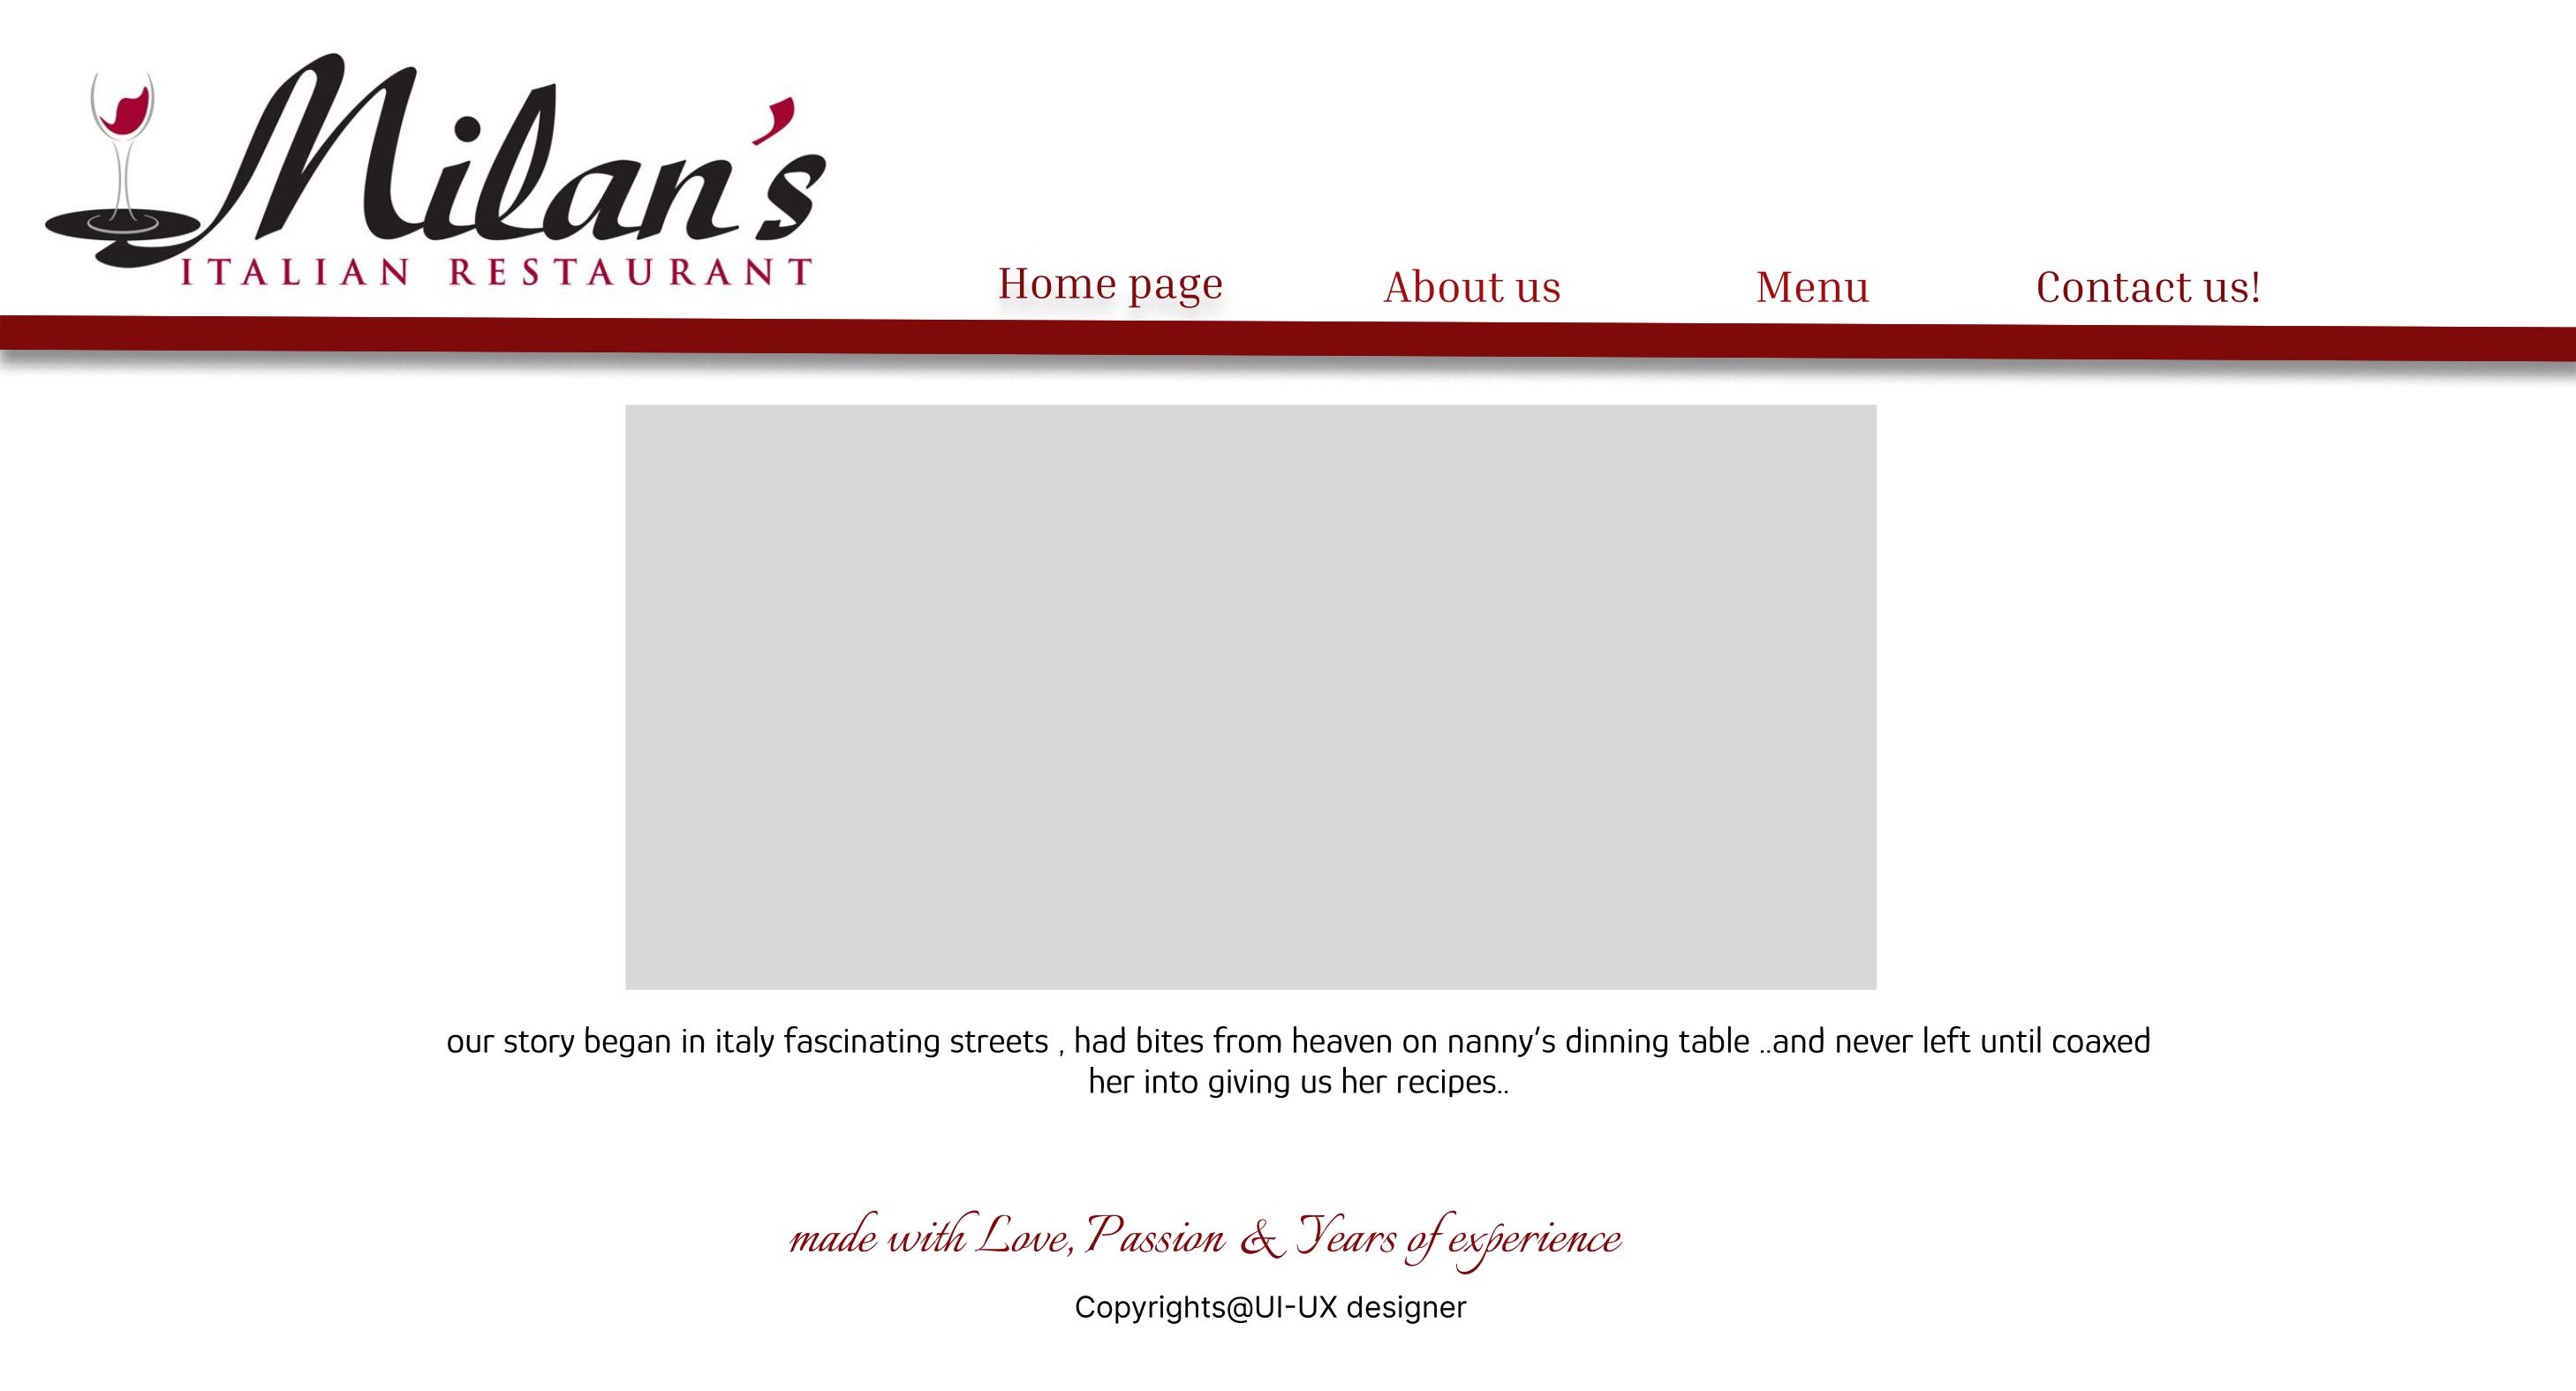 Milan's
ITALIAN RESTAURANT
Home page About us Menu Contact us!
our story began in italy fascinating streets , had bites from heaven on nanny's dinning table ..and never left until coaxed
her into giving us her recipes..
made with Love, Passion & Years of experience
Copyrights@UI-UX designer